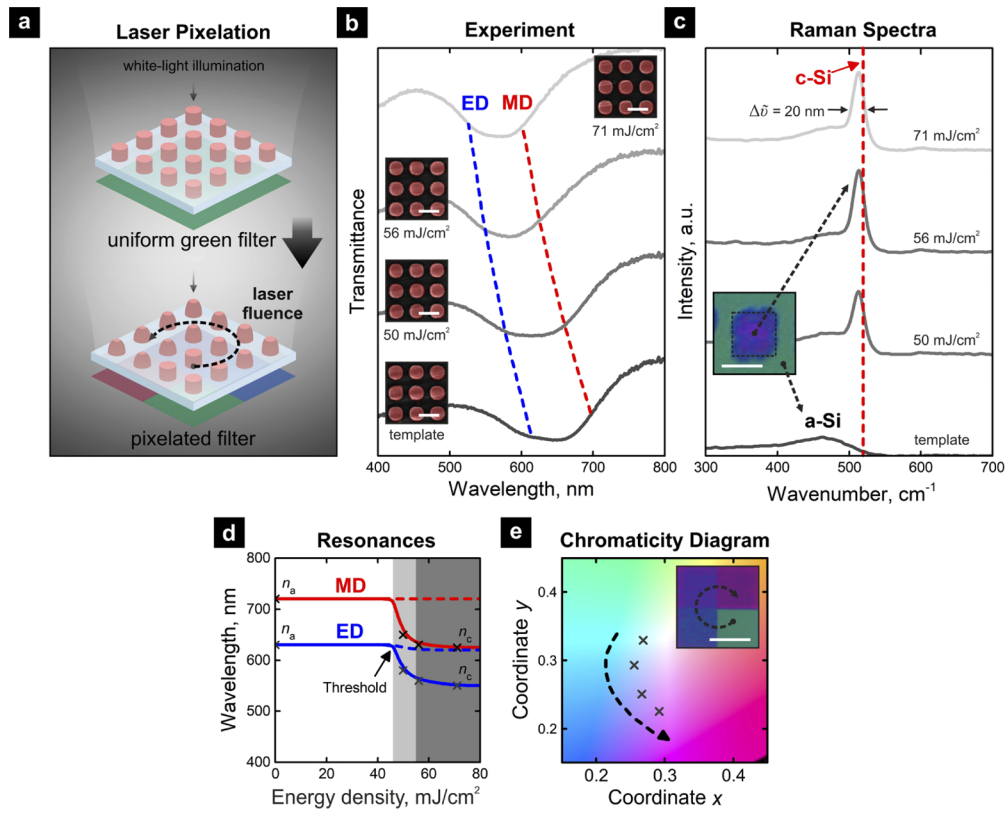 a
Laser Pixelation
white-light illumination
uniform green filter
laser
fluence
pixelated filter
b
Experiment
Transmittance
ED
MD
71 mJ/cm²
56 mJ/cm²
50 mJ/cm²
template
400 500 600 700 800
Wavelength, nm
c
Raman Spectra
Intensity, a.u.
c-Si
Δṽ = 20 nm
71 mJ/cm²
56 mJ/cm²
50 mJ/cm²
a-Si
template
300 400 500 600 700
Wavenumber, cm⁻¹
d
Resonances
Wavelength, nm
800
700
600
500
400
nₐ
MD
nₐ
ED
n_c
n_c
Threshold
0 20 40 60 80
Energy density, mJ/cm²
e
Chromaticity Diagram
Coordinate y
0.4
0.3
0.2
0.2 0.3 0.4
Coordinate x